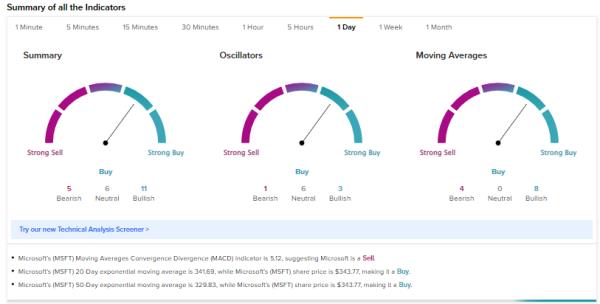 Summary of all the Indicators
1 Minute 5 Minutes 15 Minutes 30 Minutes 1 Hour 5 Hours 1 Day 1 Week 1 Month
Summary Oscillators Moving Averages
Strong Sell Strong Buy Strong Sell Strong Buy Strong Sell Strong Buy
Buy Buy Buy
5 6 11 1 6 3 4 0 8
Bearish Neutral Bullish Bearish Neutral Bullish Bearish Neutral Bullish
Try our new Technical Analysis Screener >
• Microsoft's (MSFT) Moving Averages Convergence Divergence (MACD) indicator is 5.12, suggesting Microsoft is a Sell.
• Microsoft's (MSFT) 20-Day exponential moving average is 341.69, while Microsoft's (MSFT) share price is $343.77, making it a Buy.
• Microsoft's (MSFT) 50-Day exponential moving average is 329.83, while Microsoft's (MSFT) share price is $343.77, making it a Buy.